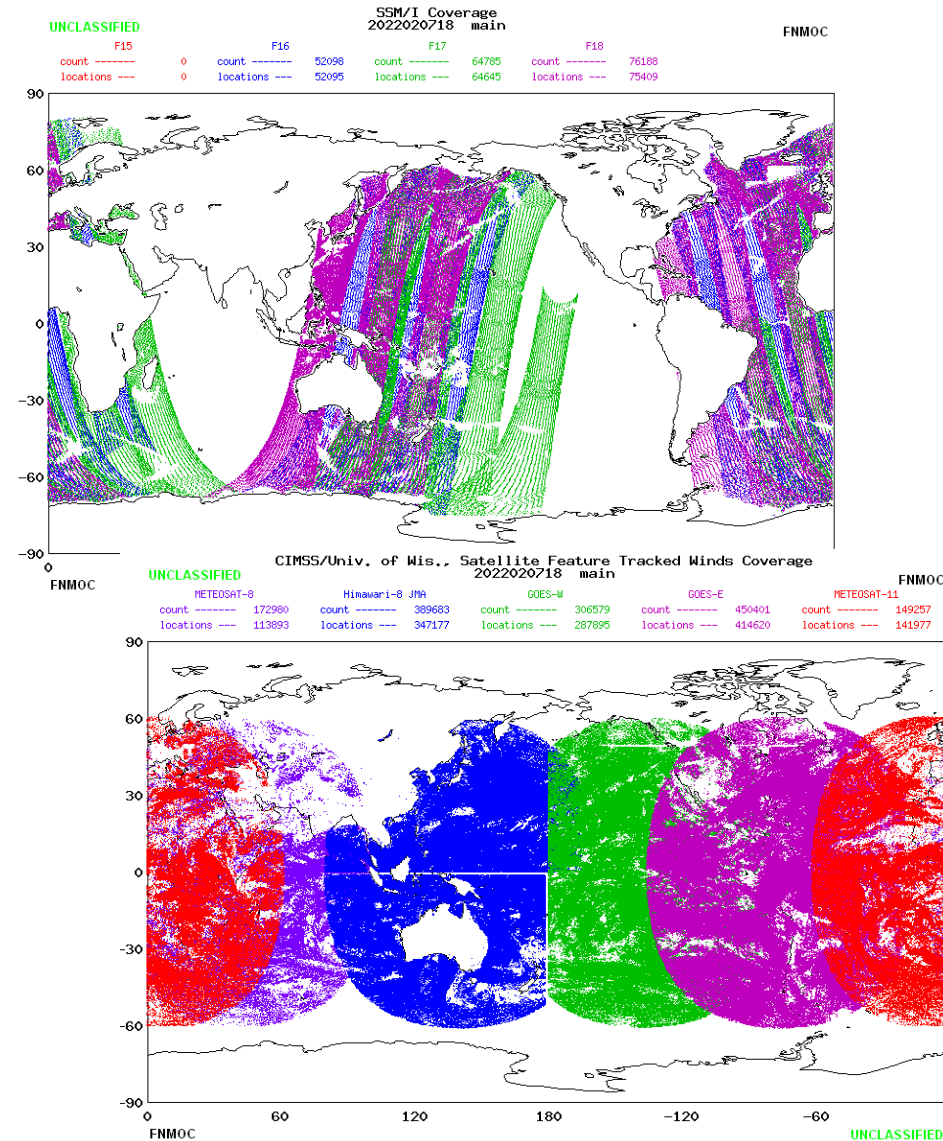 SSM/I Coverage
UNCLASSIFIED 2022020718 main FNMOC
F15 F16 F17 F18
count ------- 0 count ------- 52098 count ------- 64785 count ------- 76188
locations --- 0 locations --- 52095 locations --- 64645 locations --- 75409
90
60
30
0
-30
-60
-90
0
FNMOC
CIMSS/Univ. of Wis., Satellite Feature Tracked Winds Coverage
UNCLASSIFIED 2022020718 main FNMOC
METEOSAT-8 Himawari-8 JMA GOES-W GOES-E METEOSAT-11
count ------- 172980 count ------- 389683 count ------- 306579 count ------- 450401 count ------- 149257
locations --- 113893 locations --- 347177 locations --- 287895 locations --- 414620 locations --- 141977
90
60
30
0
-30
-60
-90
0 60 120 180 -120 -60
FNMOC UNCLASSIFIED